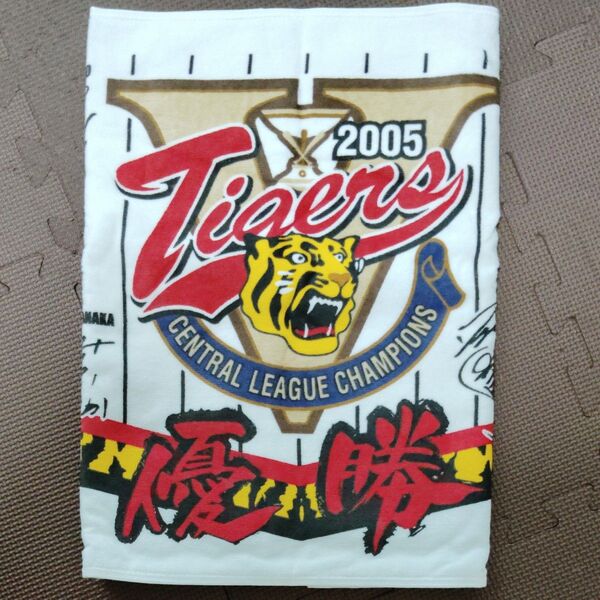 2005
Tigers
CENTRAL LEAGUE CHAMPIONS
優勝